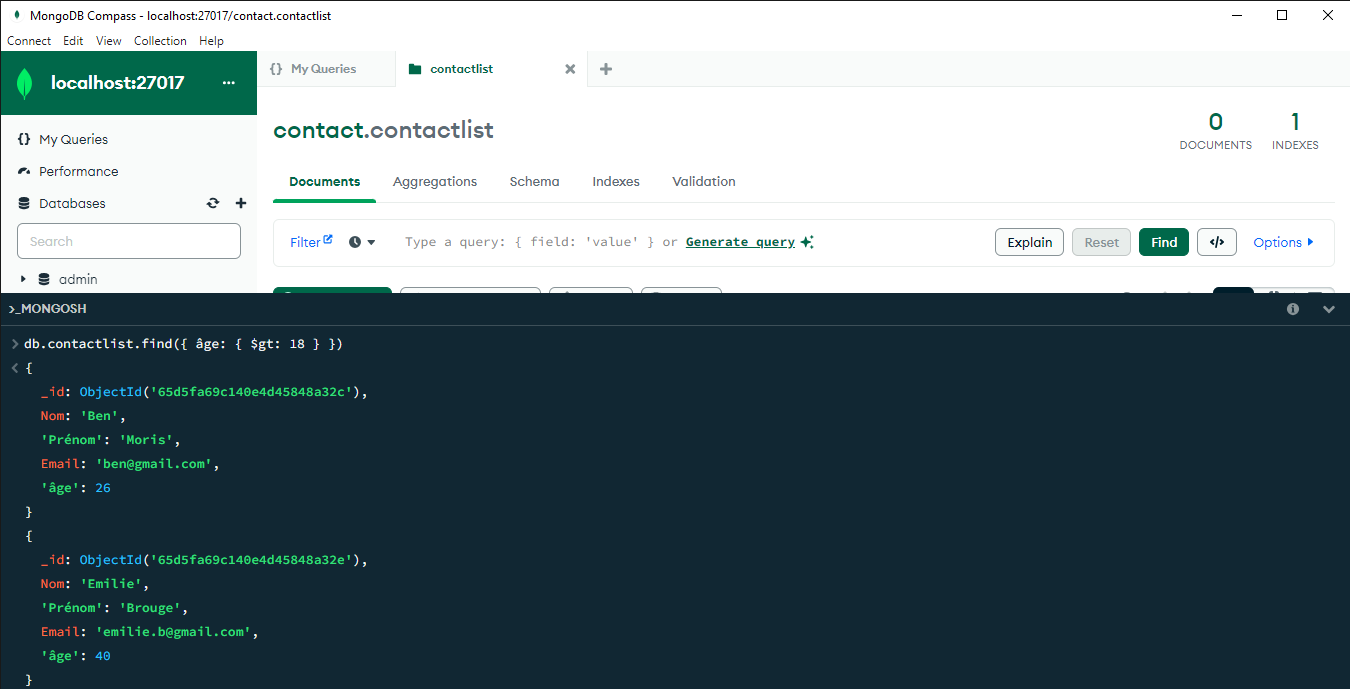 MongoDB Compass - localhost:27017/contact.contactlist
Connect Edit View Collection Help
localhost:27017 ...
{} My Queries
contactlist
contact.contactlist
0
DOCUMENTS
1
INDEXES
{} My Queries
Performance
Databases
Search
admin
Documents Aggregations Schema Indexes Validation
Filter Type a query: { field: 'value' } or Generate query Explain Reset Find </> Options
>_MONGOSH
> db.contactlist.find({ âge: { $gt: 18 } })
< {
_id: ObjectId('65d5fa69c140e4d45848a32c'),
Nom: 'Ben',
'Prénom': 'Moris',
Email: 'ben@gmail.com',
'âge': 26
}
{
_id: ObjectId('65d5fa69c140e4d45848a32e'),
Nom: 'Emilie',
'Prénom': 'Brouge',
Email: 'emilie.b@gmail.com',
'âge': 40
}